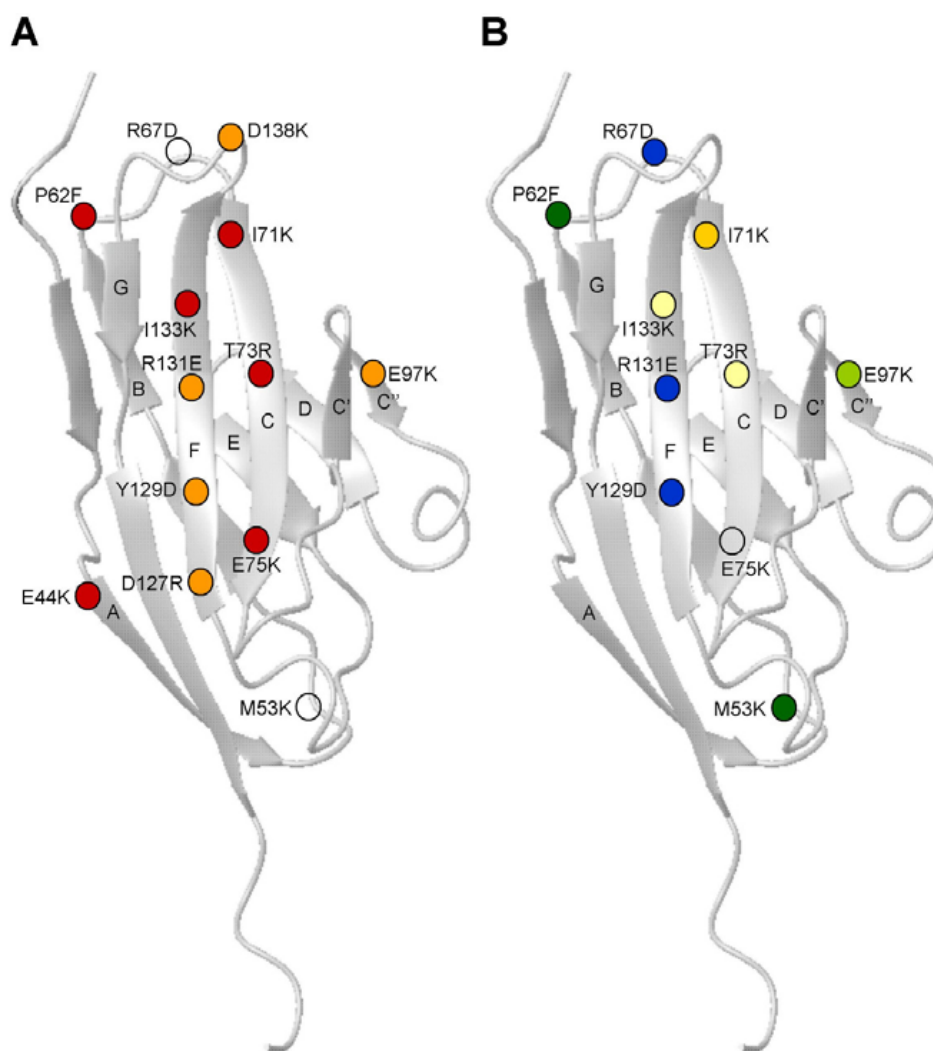 A
B
R67D
D138K
P62F
I71K
G
I133K
T73R
R131E
E97K
B
C
D
C'
C"
F
E
Y129D
E75K
D127R
E44K
A
M53K
R67D
P62F
I71K
G
I133K
T73R
R131E
E97K
B
C
D
C'
C"
F
E
Y129D
E75K
A
M53K